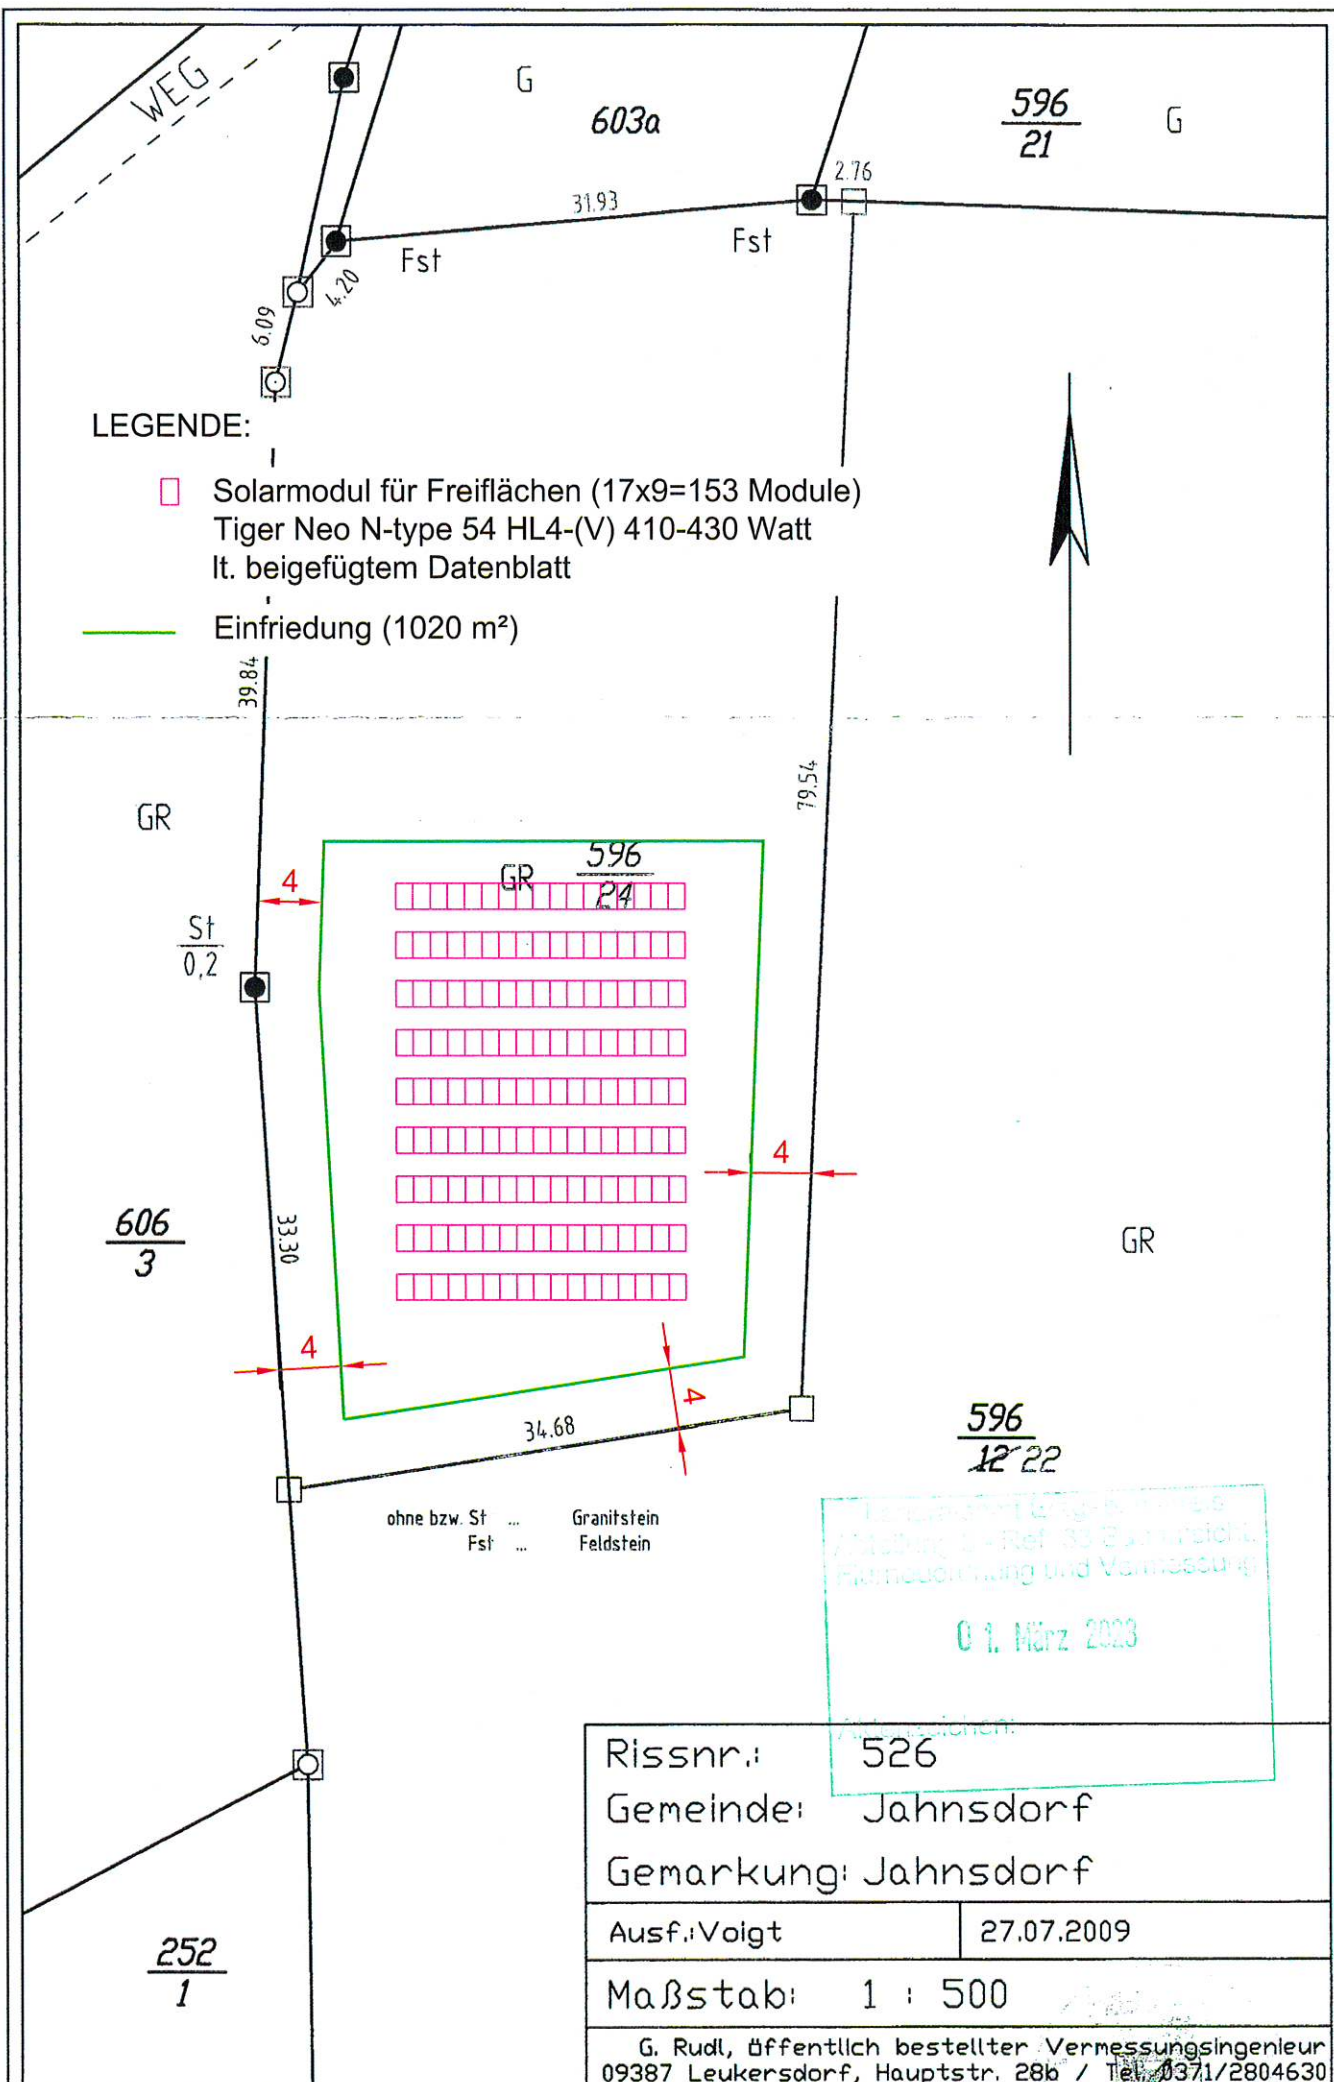 WEG
G
603a
596
21
G
2.76
31.93
Fst
Fst
4.20
6.09
LEGENDE:
Solarmodul für Freiflächen (17x9=153 Module)
Tiger Neo N-type 54 HL4-(V) 410-430 Watt
lt. beigefügtem Datenblatt
Einfriedung (1020 m²)
39.84
79.54
GR
GR
596
24
4
St
0,2
4
606
3
33.30
GR
4
4
34.68
596
12 22
ohne bzw. St ... Granitstein
Fst ... Feldstein
und Vermessung
01. März 2023
Aktenzeichen:
Rissnr.: 526
Gemeinde: Jahnsdorf
Gemarkung: Jahnsdorf
Ausf.: Voigt 27.07.2009
Maßstab: 1 : 500
252
1
G. Rudl, öffentlich bestellter Vermessungsingenieur
09387 Leukersdorf, Hauptstr. 28b / Tel. 0371/2804630